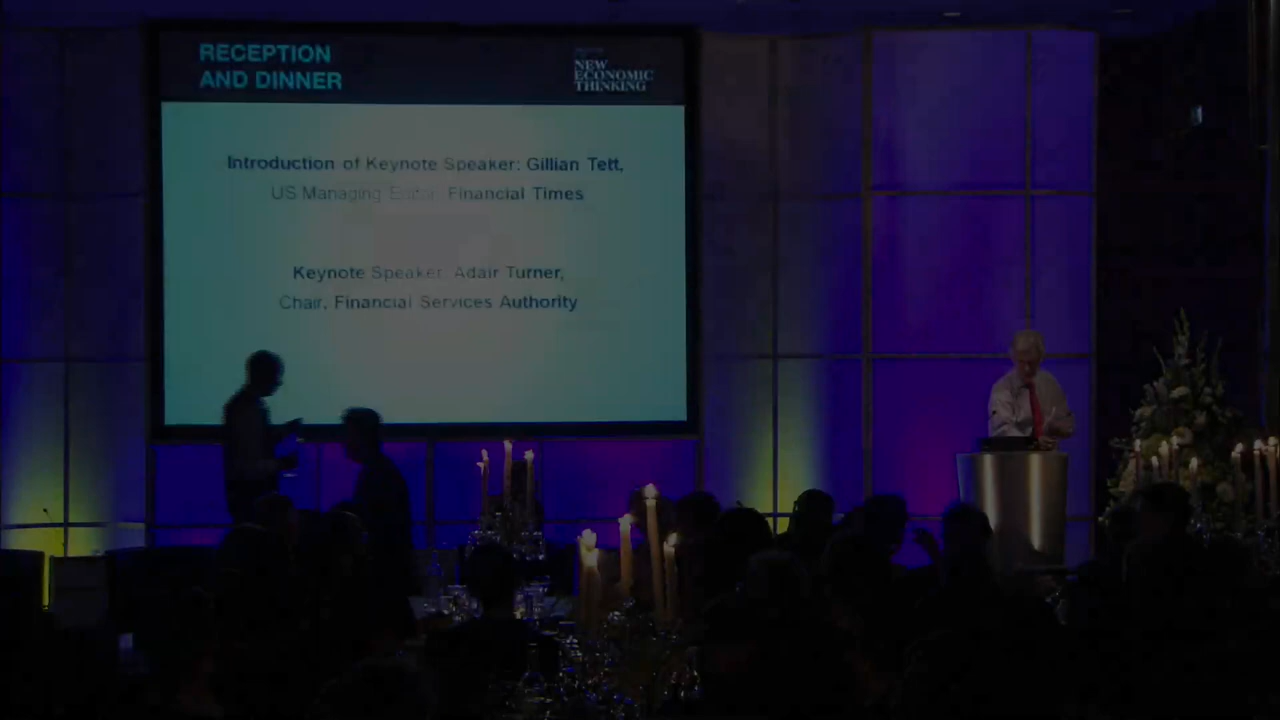 RECEPTION
AND DINNER
NEW
ECONOMIC
THINKING
Introduction of Keynote Speaker: Gillian Tett,
US Managing Editor, Financial Times
Keynote Speaker: Adair Turner,
Chair, Financial Services Authority